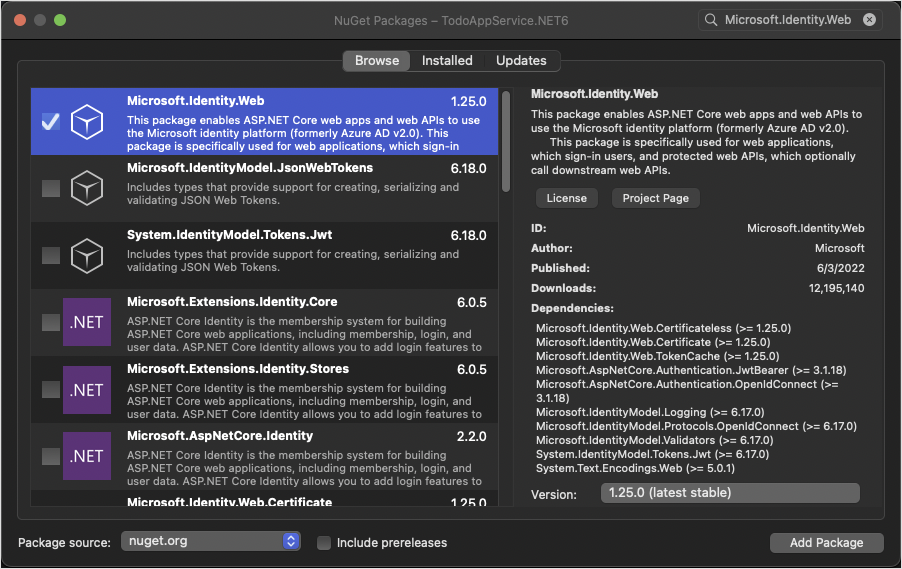 NuGet Packages – TodoAppService.NET6
Microsoft.Identity.Web
Browse
Installed
Updates
Microsoft.Identity.Web 1.25.0
This package enables ASP.NET Core web apps and web APIs to use
the Microsoft identity platform (formerly Azure AD v2.0). This
package is specifically used for web applications, which sign-in
Microsoft.IdentityModel.JsonWebTokens 6.18.0
Includes types that provide support for creating, serializing and
validating JSON Web Tokens.
System.IdentityModel.Tokens.Jwt 6.18.0
Includes types that provide support for creating, serializing and
validating JSON Web Tokens.
.NET
Microsoft.Extensions.Identity.Core 6.0.5
ASP.NET Core Identity is the membership system for building
ASP.NET Core web applications, including membership, login, and
user data. ASP.NET Core Identity allows you to add login features to
.NET
Microsoft.Extensions.Identity.Stores 6.0.5
ASP.NET Core Identity is the membership system for building
ASP.NET Core web applications, including membership, login, and
user data. ASP.NET Core Identity allows you to add login features to
.NET
Microsoft.AspNetCore.Identity 2.2.0
ASP.NET Core Identity is the membership system for building
ASP.NET Core web applications, including membership, login, and
user data. ASP.NET Core Identity allows you to add login features to
Microsoft.Identity.Web.Certificate 1.25.0
Microsoft.Identity.Web
This package enables ASP.NET Core web apps and web APIs to
use the Microsoft identity platform (formerly Azure AD v2.0).
This package is specifically used for web applications,
which sign-in users, and protected web APIs, which optionally
call downstream web APIs.
License
Project Page
ID: Microsoft.Identity.Web
Author: Microsoft
Published: 6/3/2022
Downloads: 12,195,140
Dependencies:
Microsoft.Identity.Web.Certificateless (>= 1.25.0)
Microsoft.Identity.Web.Certificate (>= 1.25.0)
Microsoft.Identity.Web.TokenCache (>= 1.25.0)
Microsoft.AspNetCore.Authentication.JwtBearer (>= 3.1.18)
Microsoft.AspNetCore.Authentication.OpenIdConnect (>=
3.1.18)
Microsoft.IdentityModel.Logging (>= 6.17.0)
Microsoft.IdentityModel.Protocols.OpenIdConnect (>= 6.17.0)
Microsoft.IdentityModel.Validators (>= 6.17.0)
System.IdentityModel.Tokens.Jwt (>= 6.17.0)
System.Text.Encodings.Web (>= 5.0.1)
Version: 1.25.0 (latest stable)
Package source: nuget.org
Include prereleases
Add Package